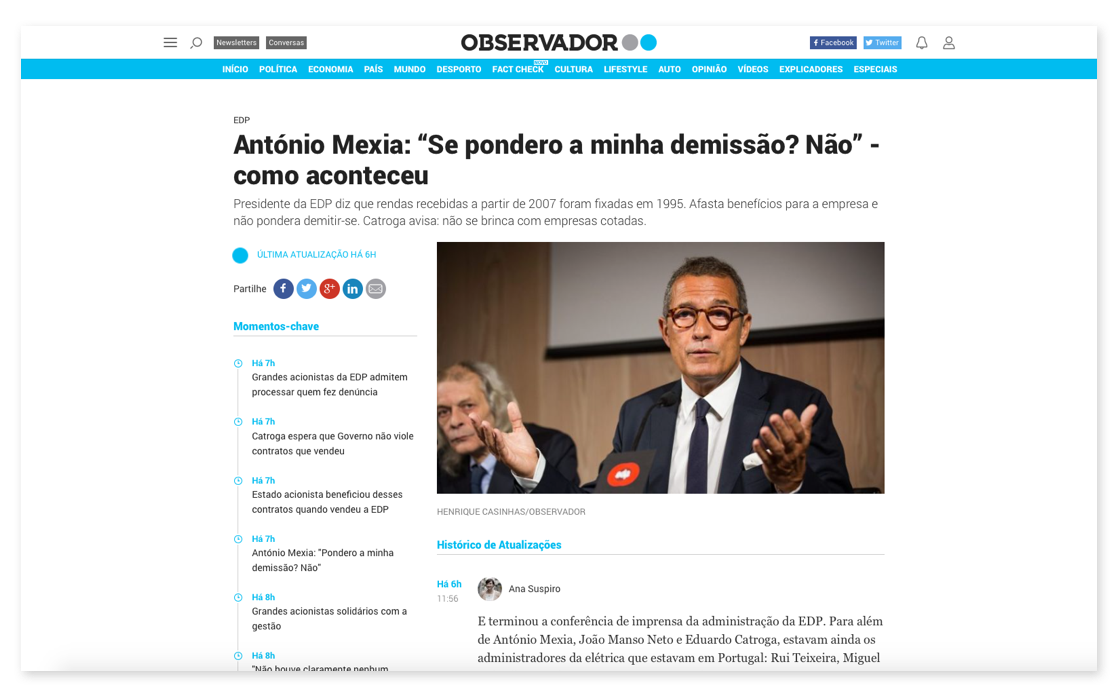 Newsletters
Conversas
OBSERVADOR
Facebook
Twitter
INÍCIO POLÍTICA ECONOMIA PAÍS MUNDO DESPORTO FACT CHECK NOVO CULTURA LIFESTYLE AUTO OPINIÃO VÍDEOS EXPLICADORES ESPECIAIS
EDP
António Mexia: “Se pondero a minha demissão? Não” -
como aconteceu
Presidente da EDP diz que rendas recebidas a partir de 2007 foram fixadas em 1995. Afasta benefícios para a empresa e
não pondera demitir-se. Catroga avisa: não se brinca com empresas cotadas.
ÚLTIMA ATUALIZAÇÃO HÁ 6H
Partilhe
Momentos-chave
Há 7h
Grandes acionistas da EDP admitem
processar quem fez denúncia
Há 7h
Catroga espera que Governo não viole
contratos que vendeu
Há 7h
Estado acionista beneficiou desses
contratos quando vendeu a EDP
Há 7h
António Mexia: "Pondero a minha
demissão? Não"
Há 8h
Grandes acionistas solidários com a
gestão
Há 8h
"Não houve claramente nenhum
HENRIQUE CASINHAS/OBSERVADOR
Histórico de Atualizações
Há 6h
11:56
Ana Suspiro
E terminou a conferência de imprensa da administração da EDP. Para além
de António Mexia, João Manso Neto e Eduardo Catroga, estavam ainda os
administradores da elétrica que estavam em Portugal: Rui Teixeira, Miguel